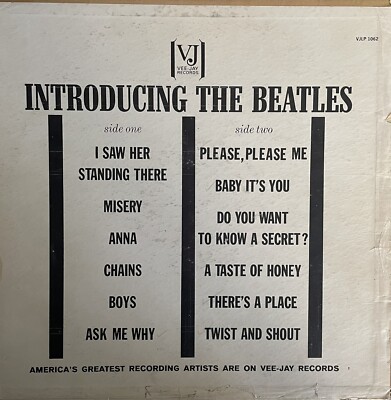 VJLP 1062
VJ
VEE-JAY
RECORDS
INTRODUCING THE BEATLES
side one
I SAW HER
STANDING THERE
MISERY
ANNA
CHAINS
BOYS
ASK ME WHY
side two
PLEASE, PLEASE ME
BABY IT'S YOU
DO YOU WANT
TO KNOW A SECRET?
A TASTE OF HONEY
THERE'S A PLACE
TWIST AND SHOUT
AMERICA'S GREATEST RECORDING ARTISTS ARE ON VEE-JAY RECORDS